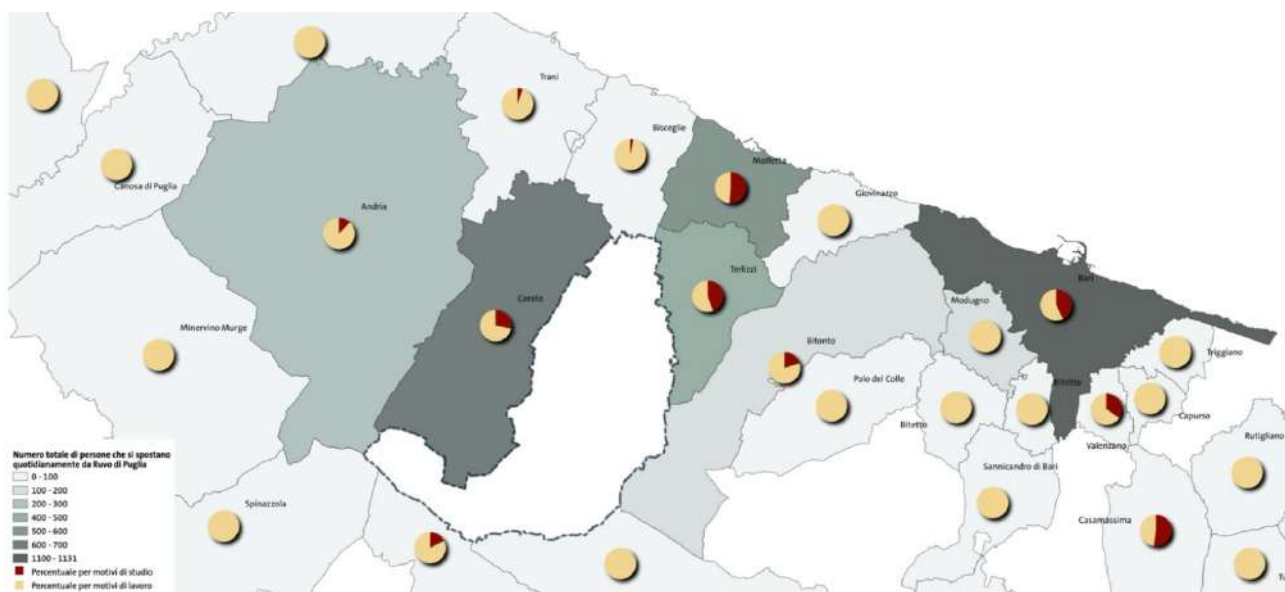 Trani
Bisceglie
Canosa di Puglia
Molfetta
Giovinazzo
Andria
Terlizzi
Corato
Bari
Modugno
Minervino Murge
Bitonto
Triggiano
Palo del Colle
Bitritto
Bitetto
Capurso
Valenzano
Rutigliano
Sannicandro di Bari
Spinazzola
Casamassima
Numero totale di persone che si spostano
quotidianamente da Ruvo di Puglia
0 - 100
100 - 200
200 - 300
400 - 500
500 - 600
600 - 700
1100 - 1131
Percentuale per motivi di studio
Percentuale per motivi di lavoro